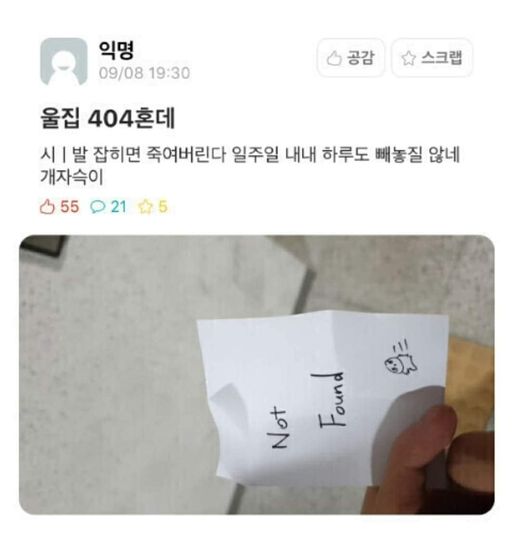 익명
09/08 19:30
공감
스크랩
울집 404혼데
시ㅣ발 잡히면 죽여버린다 일주일 내내 하루도 빼놓질 않네
개자슥이
55 21 5
Not
Found